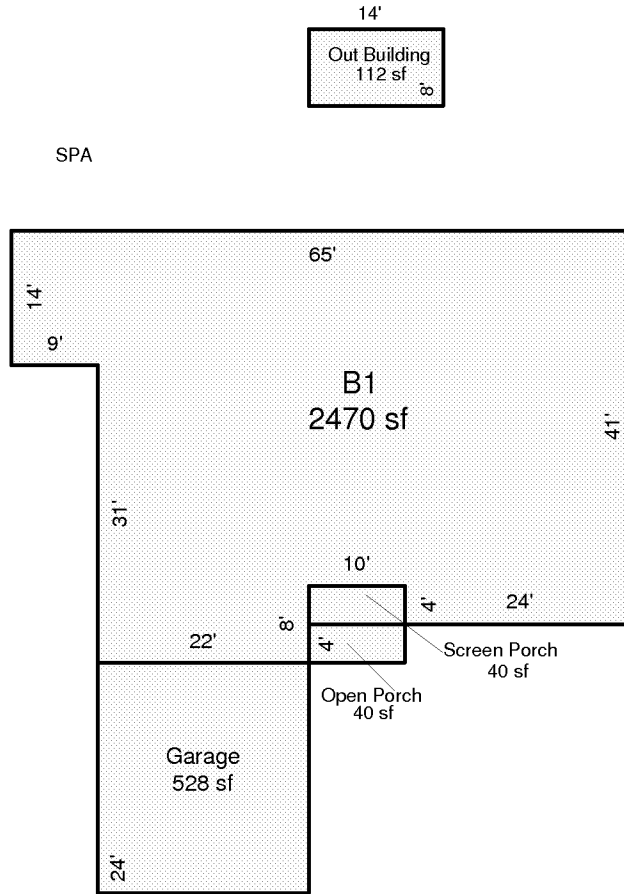 14'
Out Building
112 sf
8'
SPA
65'
14'
9'
B1
2470 sf
41'
31'
10'
8'
4'
24'
22'
4'
Screen Porch
40 sf
Open Porch
40 sf
Garage
528 sf
24'